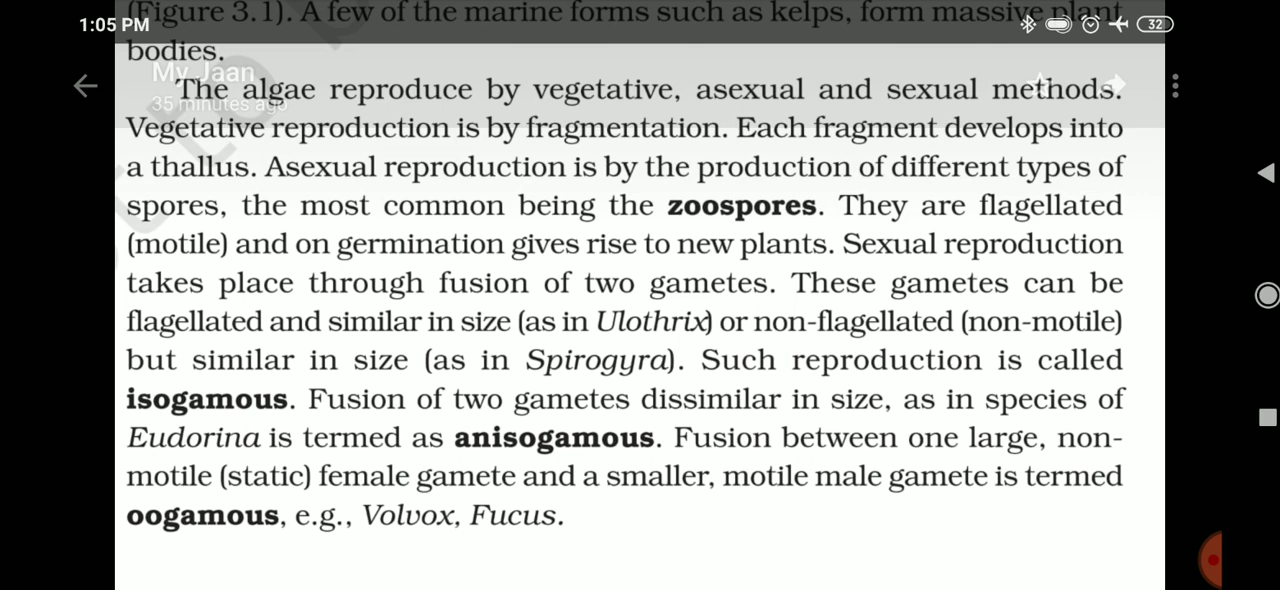 (Figure 3.1). A few of the marine forms such as kelps, form massive plant
1:05 PM
32
bodies.
My Jaan
35 minutes ago
The algae reproduce by vegetative, asexual and sexual methods.
Vegetative reproduction is by fragmentation. Each fragment develops into
a thallus. Asexual reproduction is by the production of different types of
spores, the most common being the zoospores. They are flagellated
(motile) and on germination gives rise to new plants. Sexual reproduction
takes place through fusion of two gametes. These gametes can be
flagellated and similar in size (as in Ulothrix) or non-flagellated (non-motile)
but similar in size (as in Spirogyra). Such reproduction is called
isogamous. Fusion of two gametes dissimilar in size, as in species of
Eudorina is termed as anisogamous. Fusion between one large, non-
motile (static) female gamete and a smaller, motile male gamete is termed
oogamous, e.g., Volvox, Fucus.